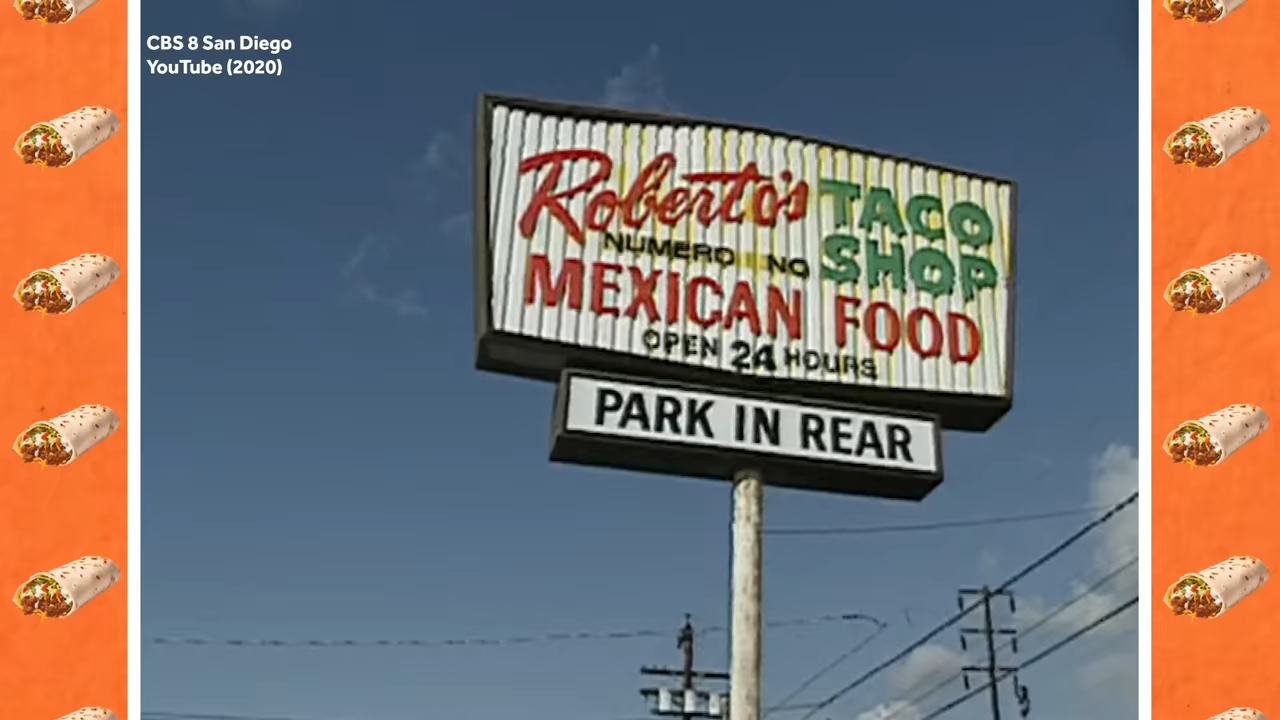 CBS 8 San Diego
YouTube (2020)
Roberto's TACO
NUMERO NO SHOP
MEXICAN FOOD
OPEN 24 HOURS
PARK IN REAR